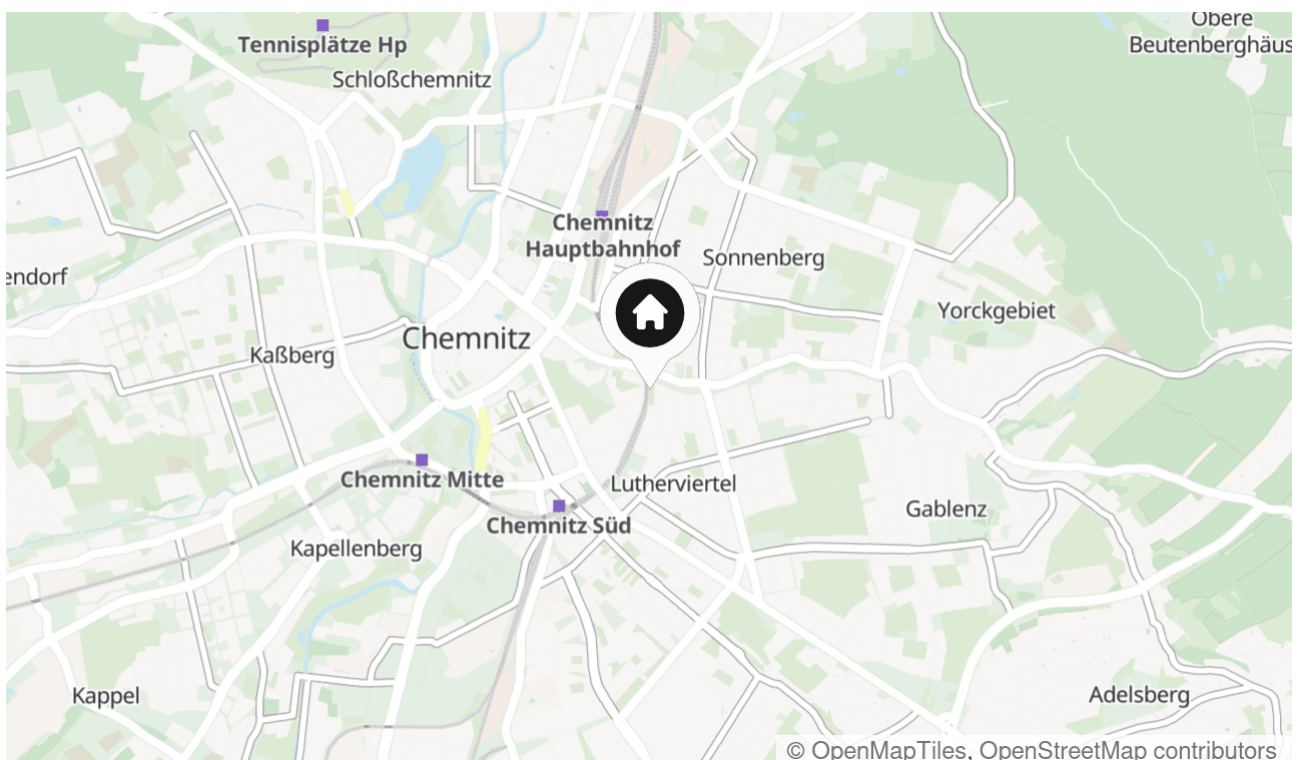 Obere
Beutenberghäus
Tennisplätze Hp
Schloßchemnitz
Chemnitz
Hauptbahnhof
Sonnenberg
endorf
Yorckgebiet
Chemnitz
Kaßberg
Chemnitz Mitte
Lutherviertel
Gablenz
Chemnitz Süd
Kapellenberg
Kappel
Adelsberg
© OpenMapTiles, OpenStreetMap contributors